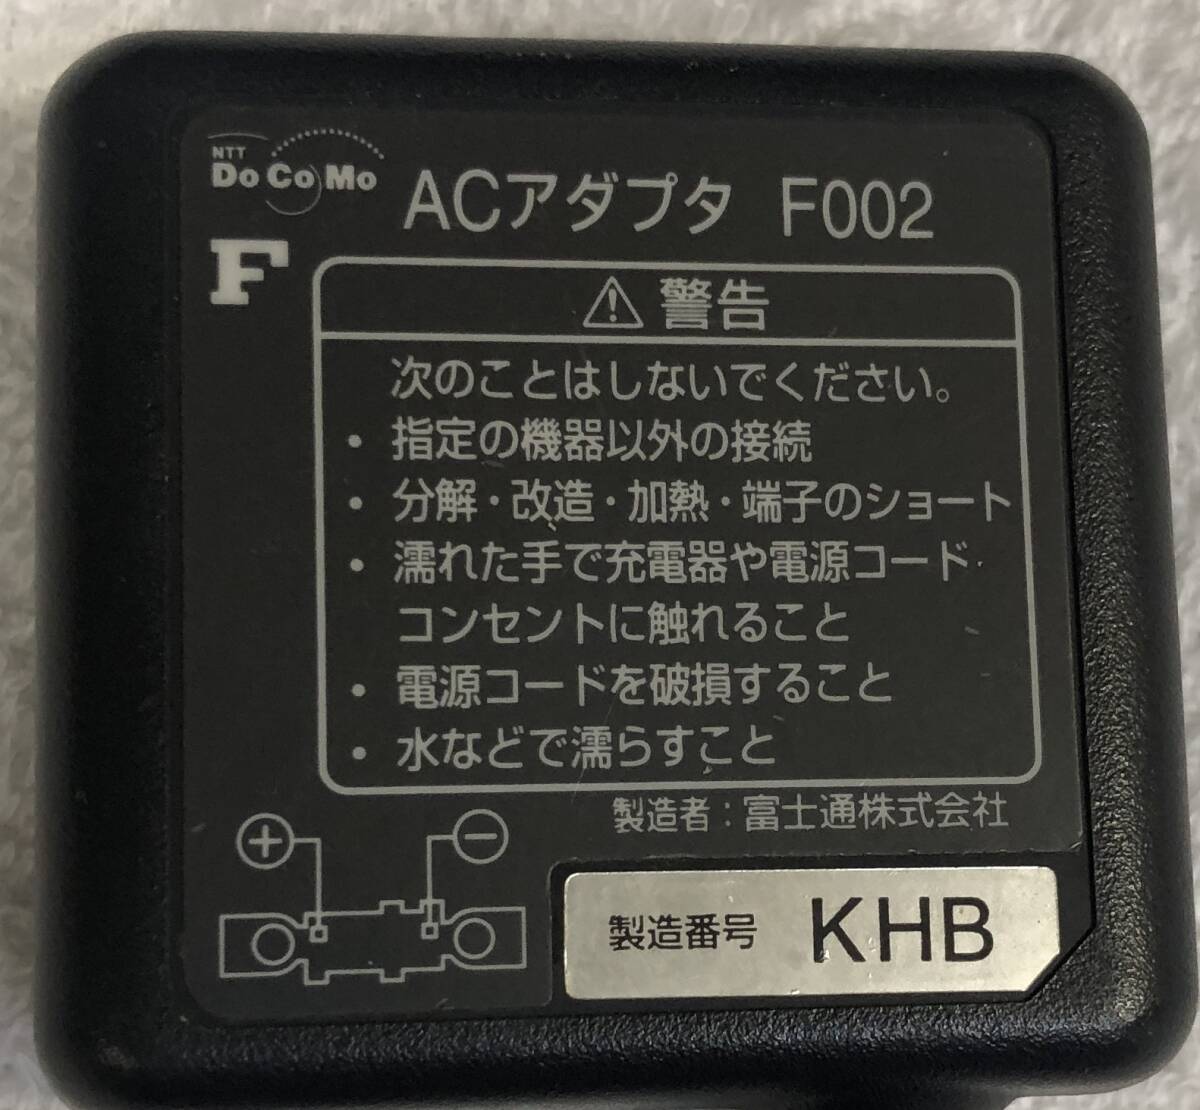 NTT
DoCoMo
ACアダプタ F002
F
⚠ 警告
次のことはしないでください。
・指定の機器以外の接続
・分解・改造・加熱・端子のショート
・濡れた手で充電器や電源コード・
コンセントに触れること
・電源コードを破損すること
・水などで濡らすこと
製造者：富士通株式会社
+ −
製造番号 KHB